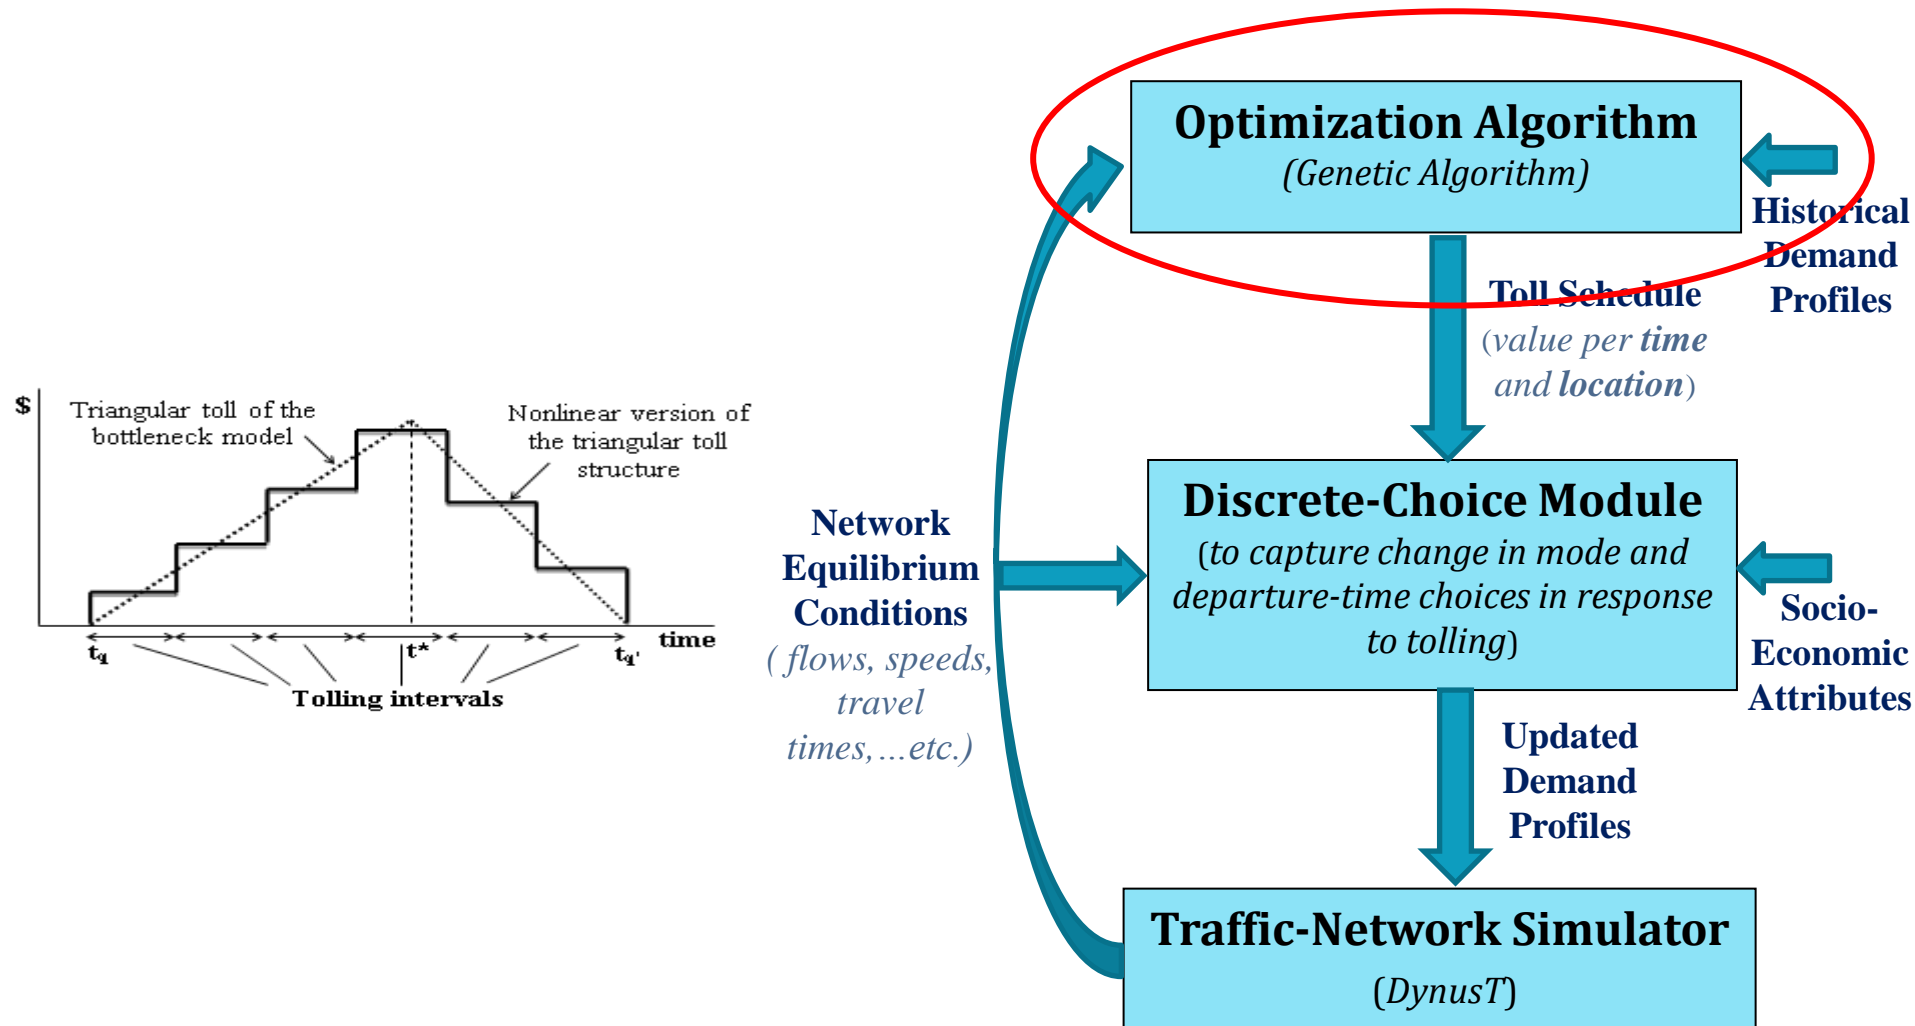 $
Triangular toll of the
bottleneck model
Nonlinear version of
the triangular toll
structure
time
tq
t*
tq'
Tolling intervals
Optimization Algorithm
(Genetic Algorithm)
Historical
Demand
Profiles
Toll Schedule
(value per time
and location)
Network
Equilibrium
Conditions
( flows, speeds,
travel
times,…etc.)
Discrete-Choice Module
(to capture change in mode and
departure-time choices in response
to tolling)
Socio-
Economic
Attributes
Updated
Demand
Profiles
Traffic-Network Simulator
(DynusT)